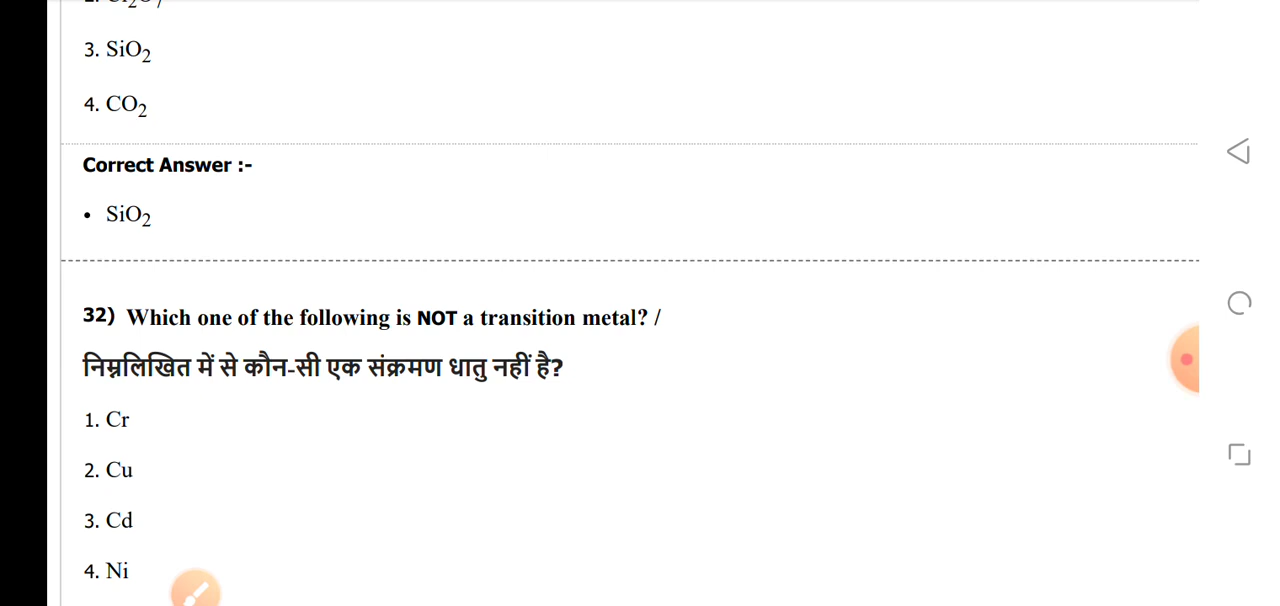 3. SiO2
4. CO2
Correct Answer :-
• SiO2
32) Which one of the following is NOT a transition metal? /
निम्नलिखित में से कौन-सी एक संक्रमण धातु नहीं है?
1. Cr
2. Cu
3. Cd
4. Ni